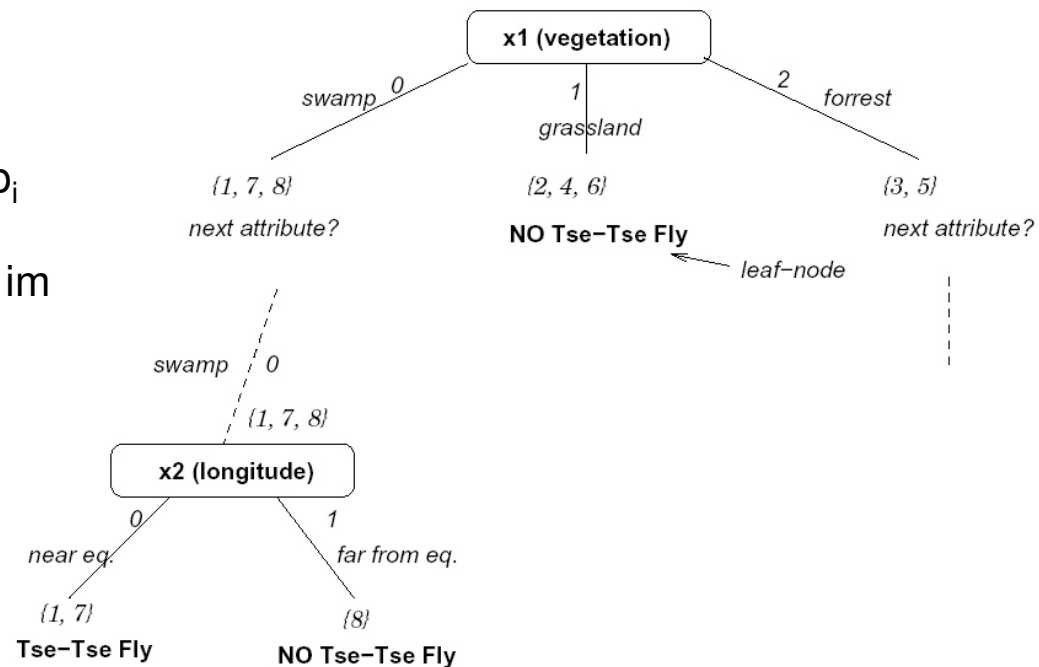 x1 (vegetation)
swamp 0
1
2 forrest
grassland
p_i
{1, 7, 8}
{2, 4, 6}
{3, 5}
next attribute?
NO Tse-Tse Fly
next attribute?
leaf-node
im
swamp 0
{1, 7, 8}
x2 (longitude)
0
1
near eq.
far from eq.
{1, 7}
{8}
Tse-Tse Fly
NO Tse-Tse Fly